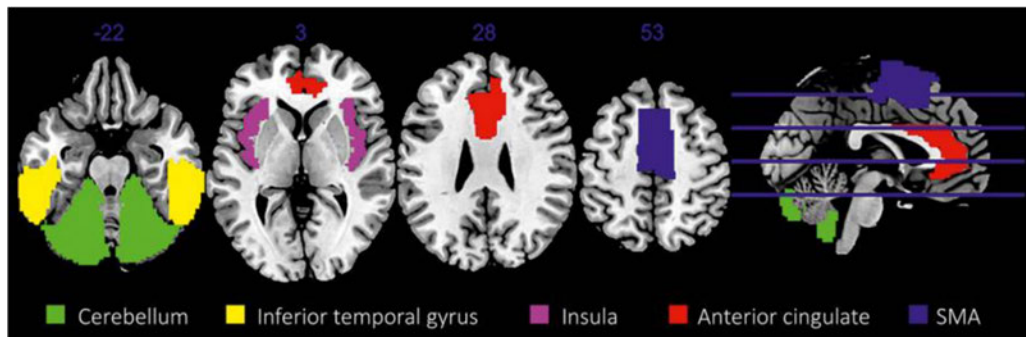 -22 3 28 53
Cerebellum Inferior temporal gyrus Insula Anterior cingulate SMA